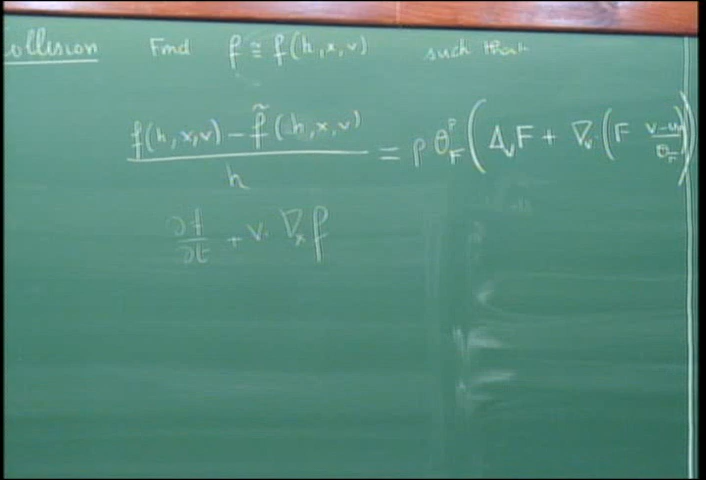 ollision Find f ≅ f(h,x,v) such that
f(h,x,v) - f̃(h,x,v) / h = ρ θ_F^p ( Δ_v F + ∇_v · ( F (v-u)/θ_F ) )
∂f/∂t + v · ∇_x f